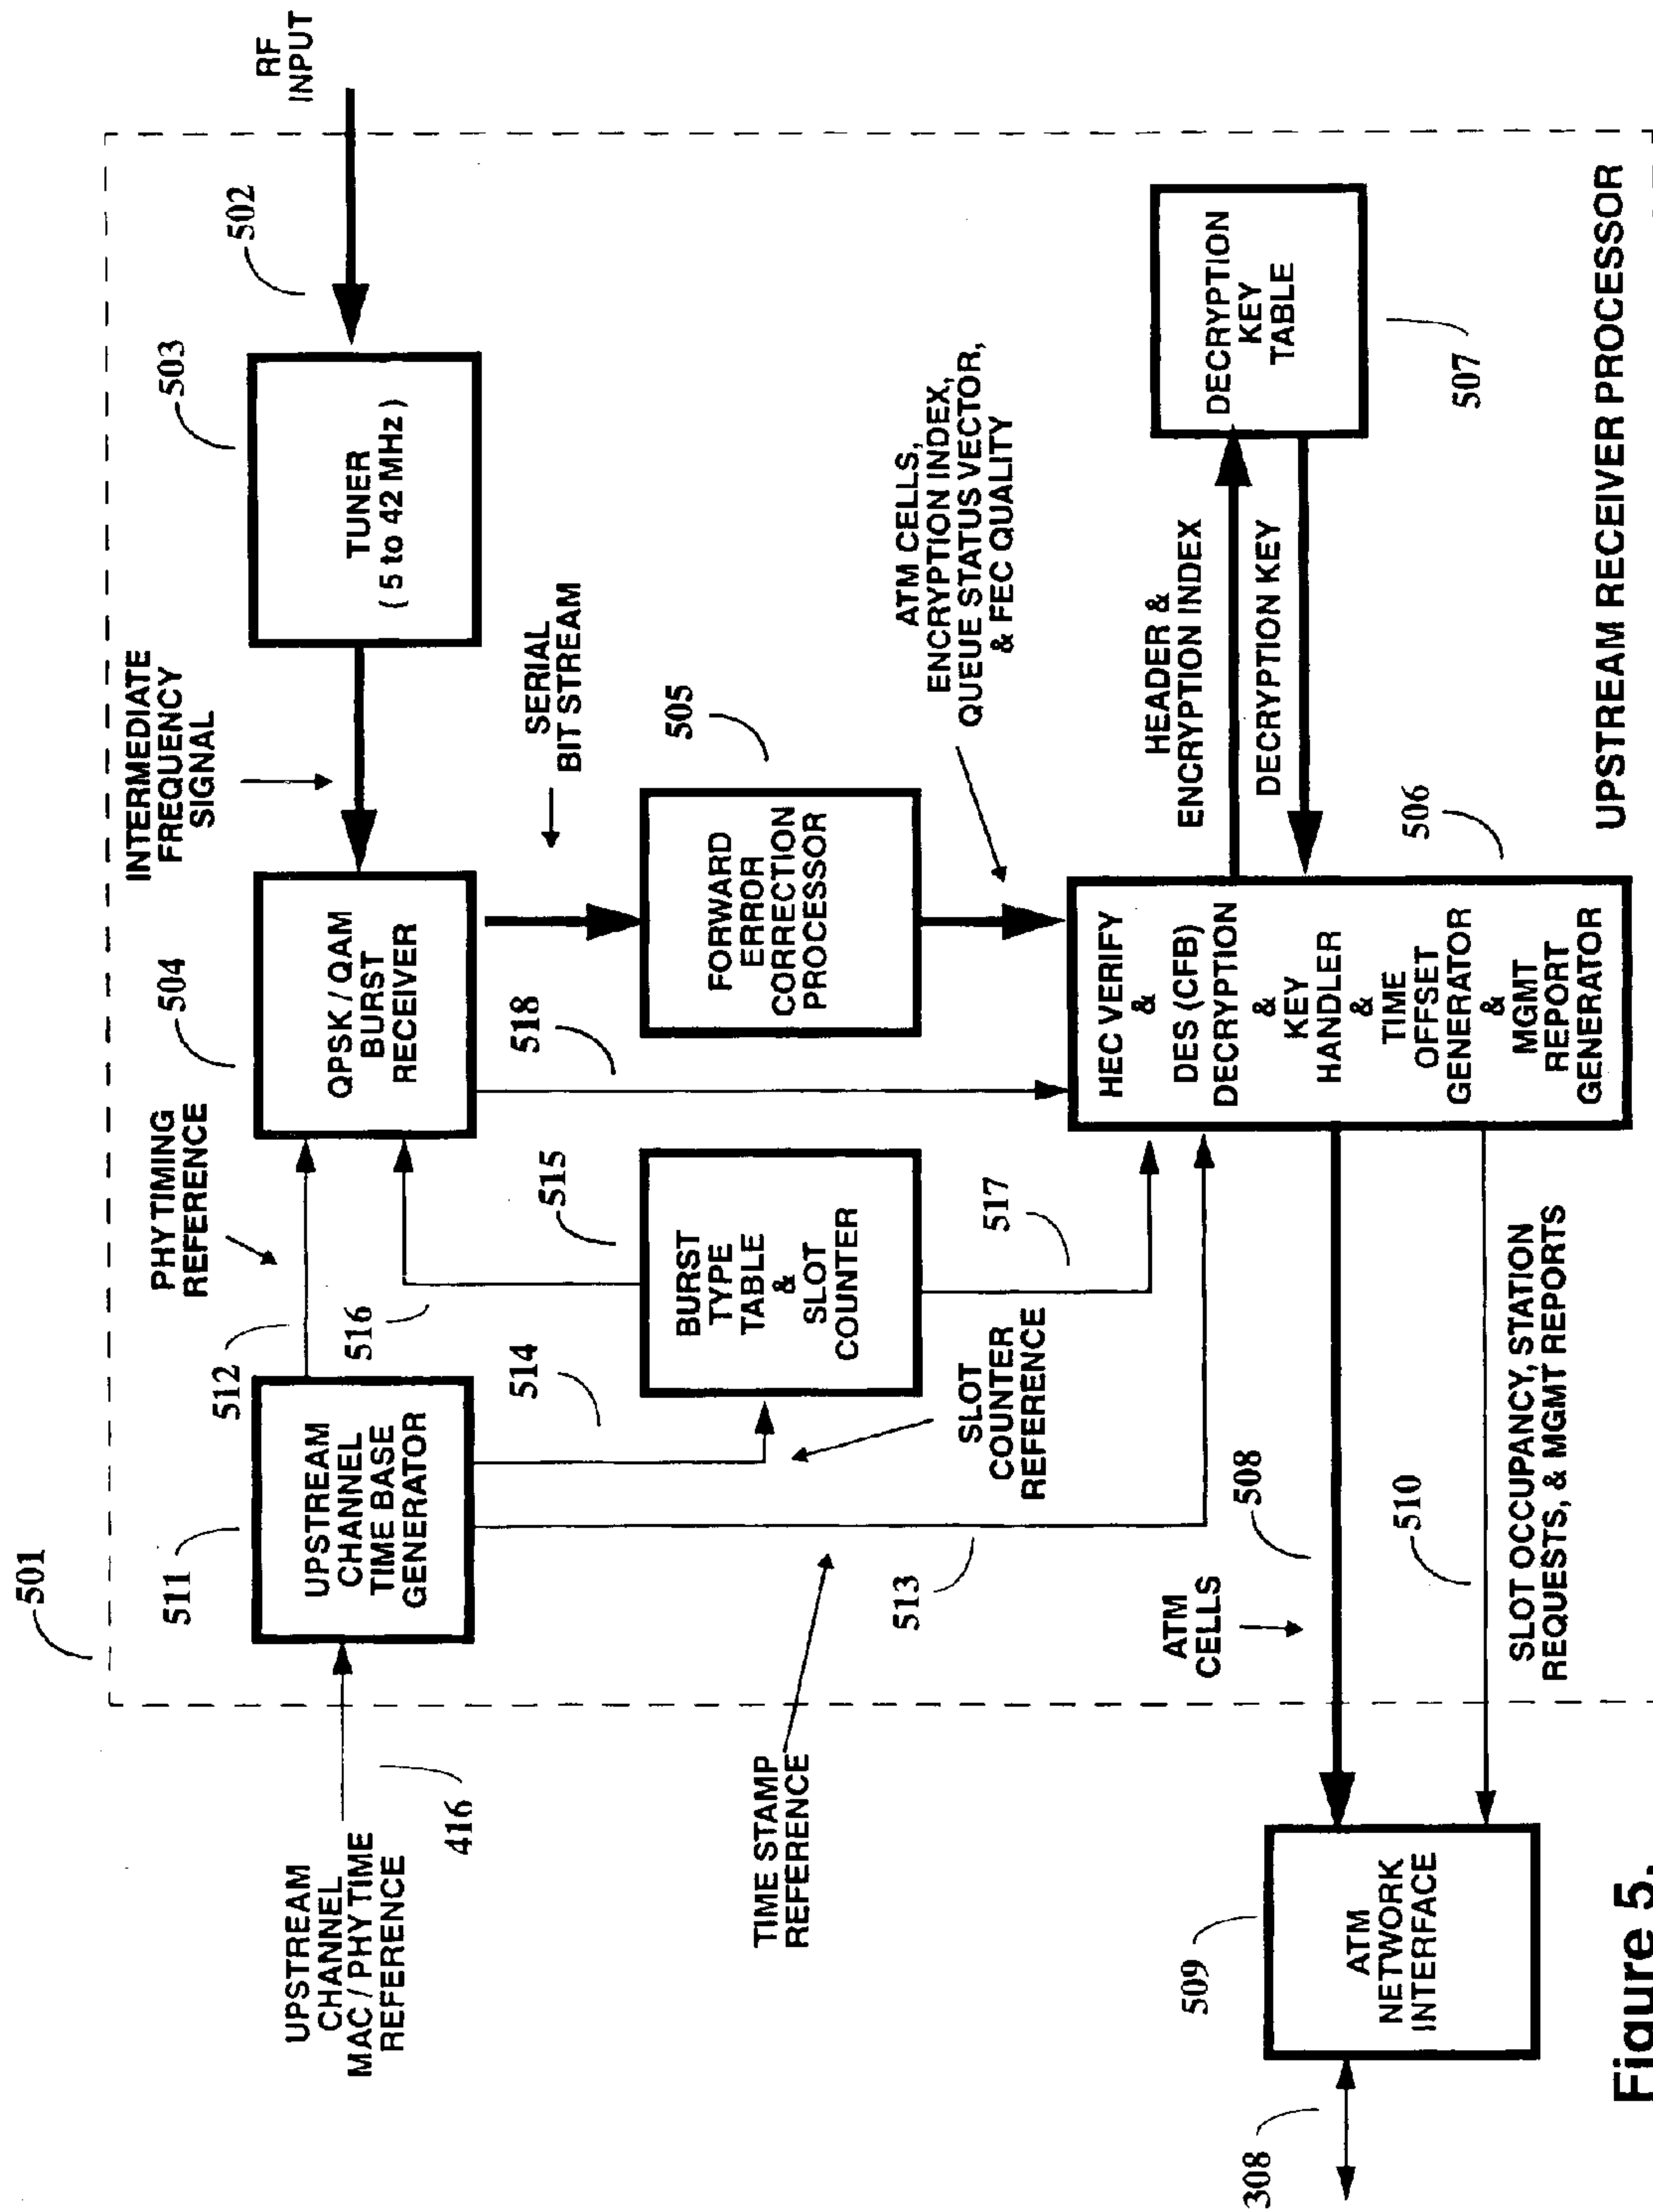 501
UPSTREAM
CHANNEL
MAC / PHY TIME
REFERENCE
416
511
UPSTREAM
CHANNEL
TIME BASE
GENERATOR
512
PHY TIMING
REFERENCE
516
504
QPSK / QAM
BURST
RECEIVER
INTERMEDIATE
FREQUENCY
SIGNAL
503
TUNER
( 5 to 42 MHz )
502
RF
INPUT
514
515
BURST
TYPE
TABLE
&
SLOT
COUNTER
518
505
FORWARD
ERROR
CORRECTION
PROCESSOR
SERIAL
BIT STREAM
TIME STAMP
REFERENCE
513
SLOT
COUNTER
REFERENCE
517
ATM CELLS,
ENCRYPTION INDEX,
QUEUE STATUS VECTOR,
& FEC QUALITY
HEC VERIFY
&
DES (CFB)
DECRYPTION
&
KEY
HANDLER
&
TIME
OFFSET
GENERATOR
&
MGMT
REPORT
GENERATOR
506
HEADER &
ENCRYPTION INDEX
DECRYPTION KEY
DECRYPTION
KEY
TABLE
507
ATM
CELLS
508
510
SLOT OCCUPANCY, STATION
REQUESTS, & MGMT REPORTS
509
ATM
NETWORK
INTERFACE
308
UPSTREAM RECEIVER PROCESSOR
Figure 5.